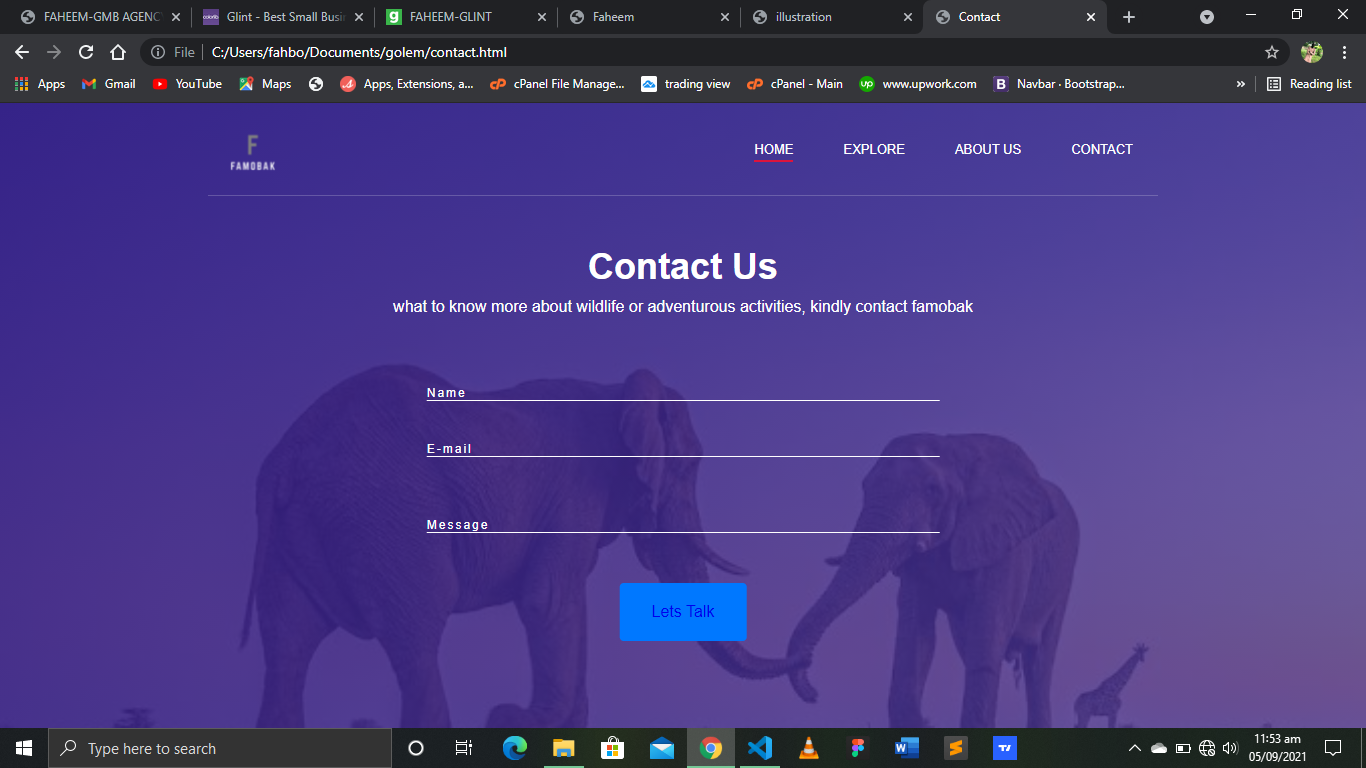 FAHEEM-GMB AGENC
Glint - Best Small Busi
FAHEEM-GLINT
Faheem
illustration
Contact
File
C:/Users/fahbo/Documents/golem/contact.html
Apps
Gmail
YouTube
Maps
Apps, Extensions, a...
cPanel File Manage...
trading view
cPanel - Main
www.upwork.com
Navbar · Bootstrap...
»
Reading list
F
FAMOBAK
HOME
EXPLORE
ABOUT US
CONTACT
Contact Us
what to know more about wildlife or adventurous activities, kindly contact famobak
Name
E-mail
Message
Lets Talk
Type here to search
11:53 am
05/09/2021